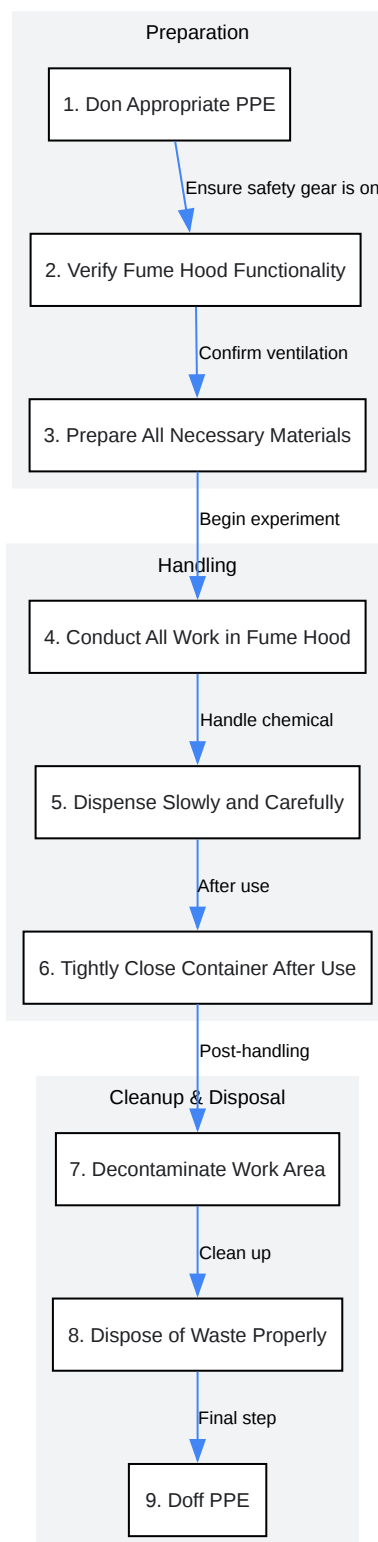 Preparation
1. Don Appropriate PPE
Ensure safety gear is on
2. Verify Fume Hood Functionality
Confirm ventilation
3. Prepare All Necessary Materials
Begin experiment
Handling
4. Conduct All Work in Fume Hood
Handle chemical
5. Dispense Slowly and Carefully
After use
6. Tightly Close Container After Use
Post-handling
Cleanup & Disposal
7. Decontaminate Work Area
Clean up
8. Dispose of Waste Properly
Final step
9. Doff PPE